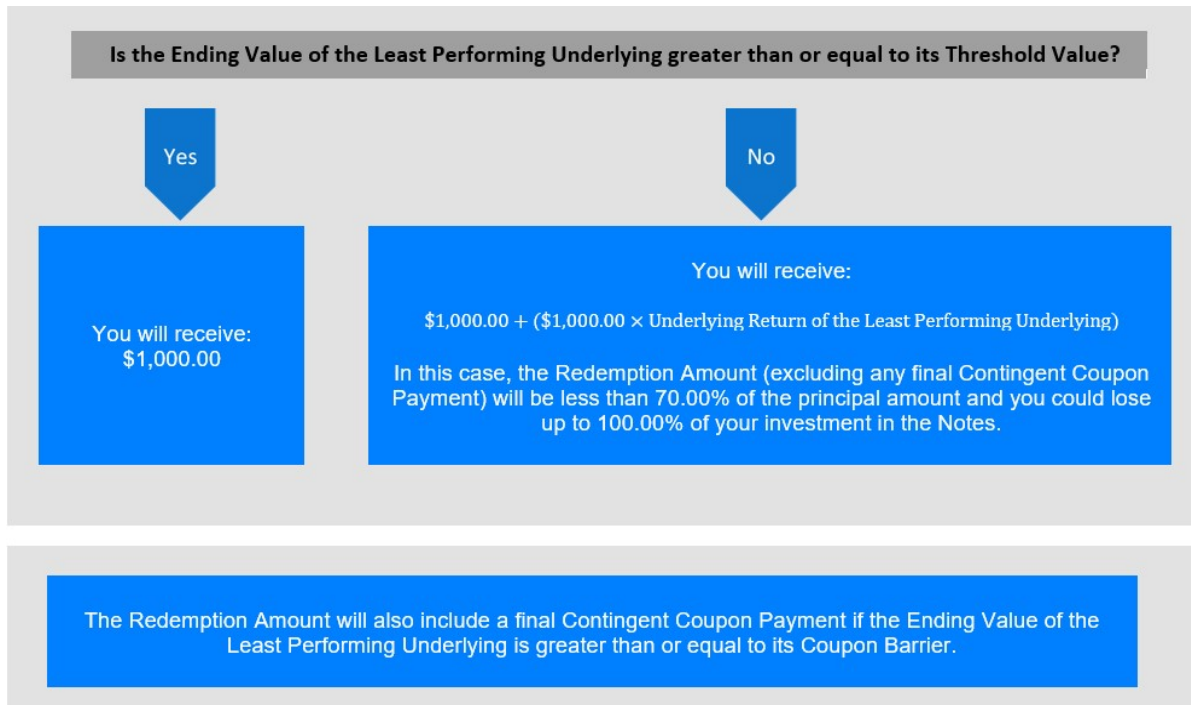 Is the Ending Value of the Least Performing Underlying greater than or equal to its Threshold Value?
Yes
No
You will receive:
$1,000.00
You will receive:
$1,000.00 + ($1,000.00 × Underlying Return of the Least Performing Underlying)
In this case, the Redemption Amount (excluding any final Contingent Coupon
Payment) will be less than 70.00% of the principal amount and you could lose
up to 100.00% of your investment in the Notes.
The Redemption Amount will also include a final Contingent Coupon Payment if the Ending Value of the
Least Performing Underlying is greater than or equal to its Coupon Barrier.